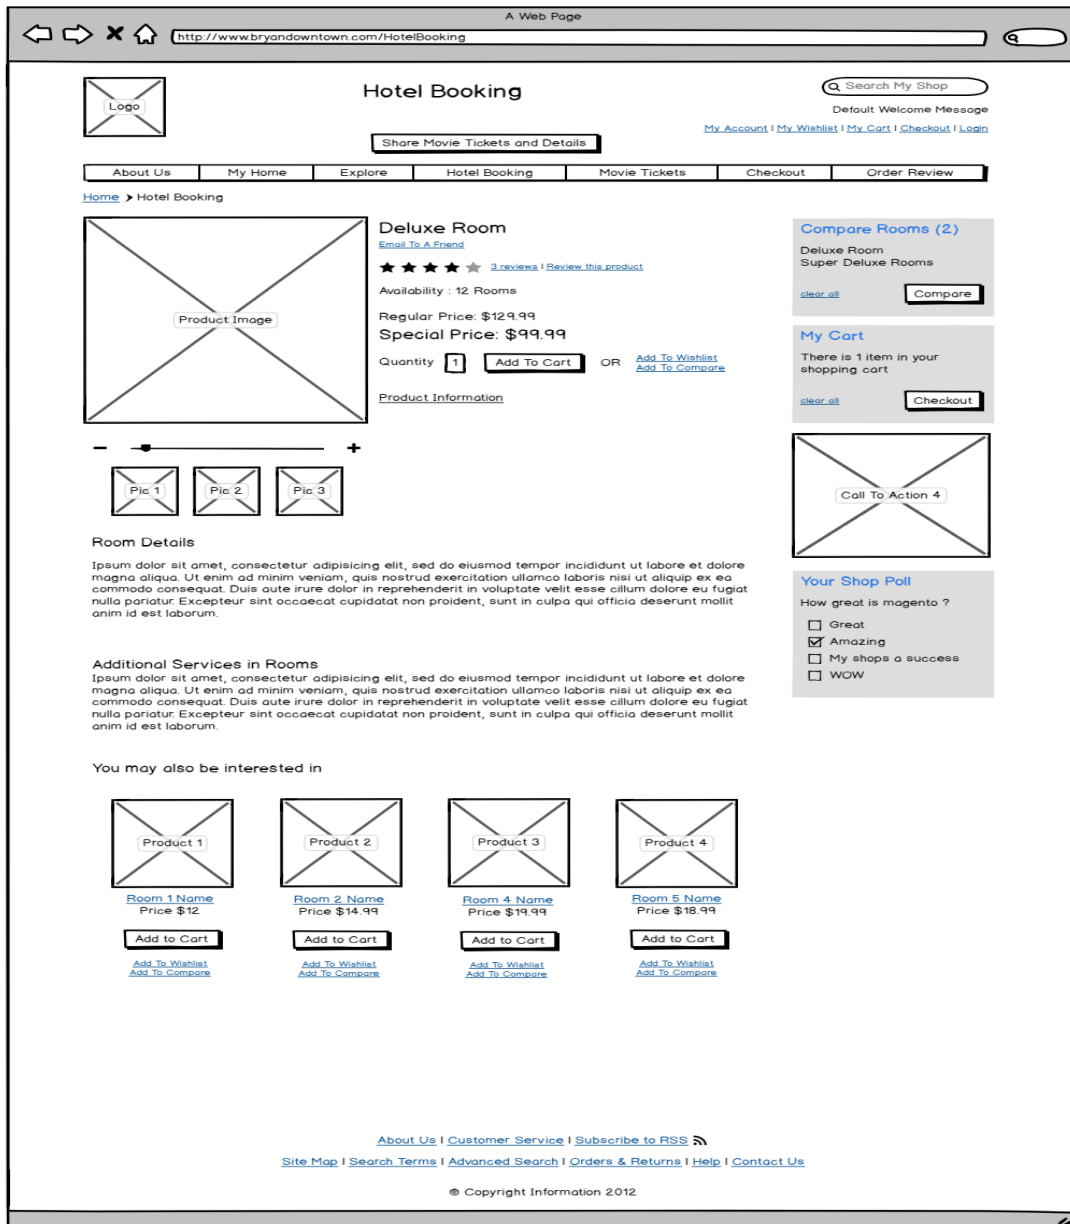 A Web Page
http://www.bryandowntown.com/HotelBooking
Logo
Hotel Booking
Search My Shop
Default Welcome Message
My Account | My Wishlist | My Cart | Checkout | Login
Share Movie Tickets and Details
About Us My Home Explore Hotel Booking Movie Tickets Checkout Order Review
Home > Hotel Booking
Product Image
Deluxe Room
Email To A Friend
3 reviews | Review this product
Availability : 12 Rooms
Regular Price: $129.99
Special Price: $99.99
Quantity 1 Add To Cart OR Add To Wishlist
Add To Compare
Product Information
Pic 1 Pic 2 Pic 3
Compare Rooms (2)
Deluxe Room
Super Deluxe Rooms
clear all Compare
My Cart
There is 1 item in your
shopping cart
clear all Checkout
Call To Action 4
Your Shop Poll
How great is magento ?
Great
Amazing
My shops a success
WOW
Room Details
Ipsum dolor sit amet, consectetur adipisicing elit, sed do eiusmod tempor incididunt ut labore et dolore
magna aliqua. Ut enim ad minim veniam, quis nostrud exercitation ullamco laboris nisi ut aliquip ex ea
commodo consequat. Duis aute irure dolor in reprehenderit in voluptate velit esse cillum dolore eu fugiat
nulla pariatur. Excepteur sint occaecat cupidatat non proident, sunt in culpa qui officia deserunt mollit
anim id est laborum.
Additional Services in Rooms
Ipsum dolor sit amet, consectetur adipisicing elit, sed do eiusmod tempor incididunt ut labore et dolore
magna aliqua. Ut enim ad minim veniam, quis nostrud exercitation ullamco laboris nisi ut aliquip ex ea
commodo consequat. Duis aute irure dolor in reprehenderit in voluptate velit esse cillum dolore eu fugiat
nulla pariatur. Excepteur sint occaecat cupidatat non proident, sunt in culpa qui officia deserunt mollit
anim id est laborum.
You may also be interested in
Product 1 Product 2 Product 3 Product 4
Room 1 Name Room 2 Name Room 4 Name Room 5 Name
Price $12 Price $14.99 Price $19.99 Price $18.99
Add to Cart Add to Cart Add to Cart Add to Cart
Add To Wishlist Add To Wishlist Add To Wishlist Add To Wishlist
Add To Compare Add To Compare Add To Compare Add To Compare
About Us | Customer Service | Subscribe to RSS
Site Map | Search Terms | Advanced Search | Orders & Returns | Help | Contact Us
© Copyright Information 2012